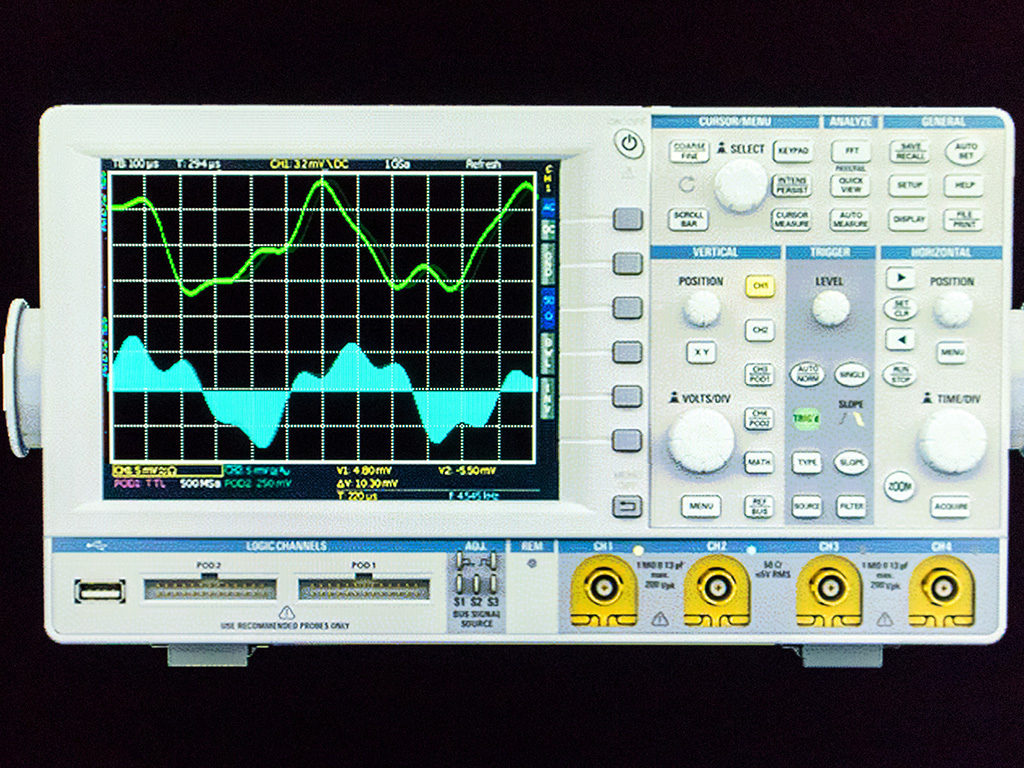 CURSOR/MENU
ANALYZE
GENERAL
COARSE
FINE
SELECT
KEYPAD
FFT
SAVE
RECALL
AUTO
SET
INTENS
PERSIST
QUICK
VIEW
SETUP
HELP
SCROLL
BAR
CURSOR
MEASURE
AUTO
MEASURE
DISPLAY
FILE
PRINT
TB: 100 µs T: 294 µs CH1: 3.2 mV \ DC 1 GSa Refresh
CH1
AC
DC
50
Ω
INV
VERTICAL
TRIGGER
HORIZONTAL
POSITION
CH1
LEVEL
POSITION
SET
CLR
CH2
X Y
MENU
CH3
POD1
AUTO
NORM
SINGLE
RUN
STOP
VOLTS/DIV
SLOPE
TIME/DIV
CH4
POD2
TRIG'd
MATH
TYPE
SLOPE
ZOOM
MENU
REF
BUS
SOURCE
FILTER
ACQUIRE
V1: 4.80 mV V2: -5.50 mV
POD1: TTL 500 MSa POD2: 250 mV
ΔV: 10.30 mV
T: 220 µs f: 4.545 kHz
LOGIC CHANNELS
ADJ.
REM
CH1
CH2
CH3
CH4
POD 2
POD 1
1 MΩ II 13 pF
max.
200 Vpk
50 Ω
≤5V RMS
1 MΩ II 13 pF
max.
200 Vpk
S1 S2 S3
BUS SIGNAL
SOURCE
USE RECOMMENDED PROBES ONLY